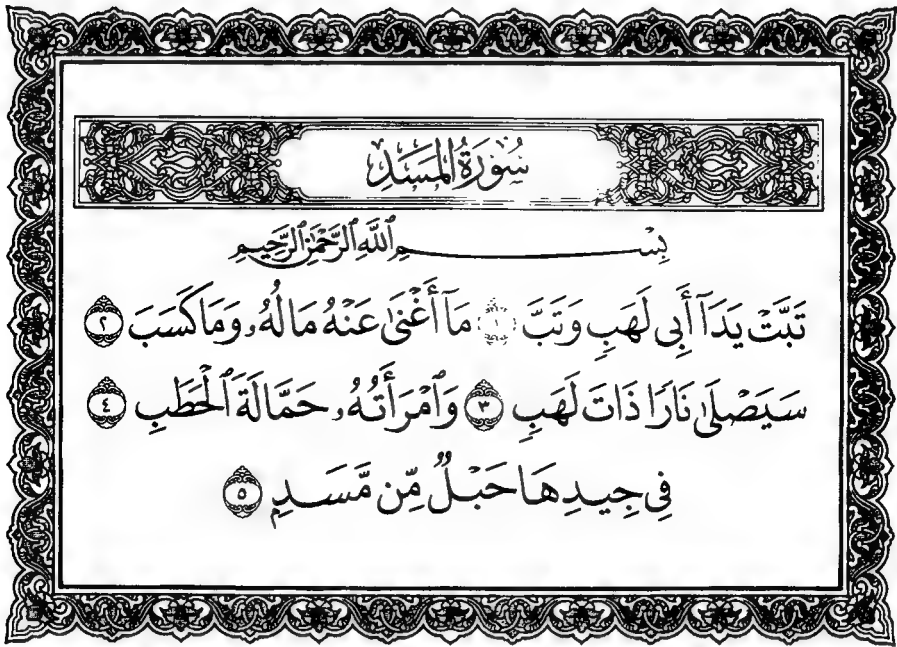 سُورَةُ المَسَدِ
بِسْمِ ٱللَّهِ ٱلرَّحْمَٰنِ ٱلرَّحِيمِ
تَبَّتْ يَدَآ أَبِى لَهَبٍ وَتَبَّ ١ مَآ أَغْنَىٰ عَنْهُ مَالُهُۥ وَمَا كَسَبَ ٢
سَيَصْلَىٰ نَارًا ذَاتَ لَهَبٍ ٣ وَٱمْرَأَتُهُۥ حَمَّالَةَ ٱلْحَطَبِ ٤
فِى جِيدِهَا حَبْلٌ مِّن مَّسَدٍۭ ٥